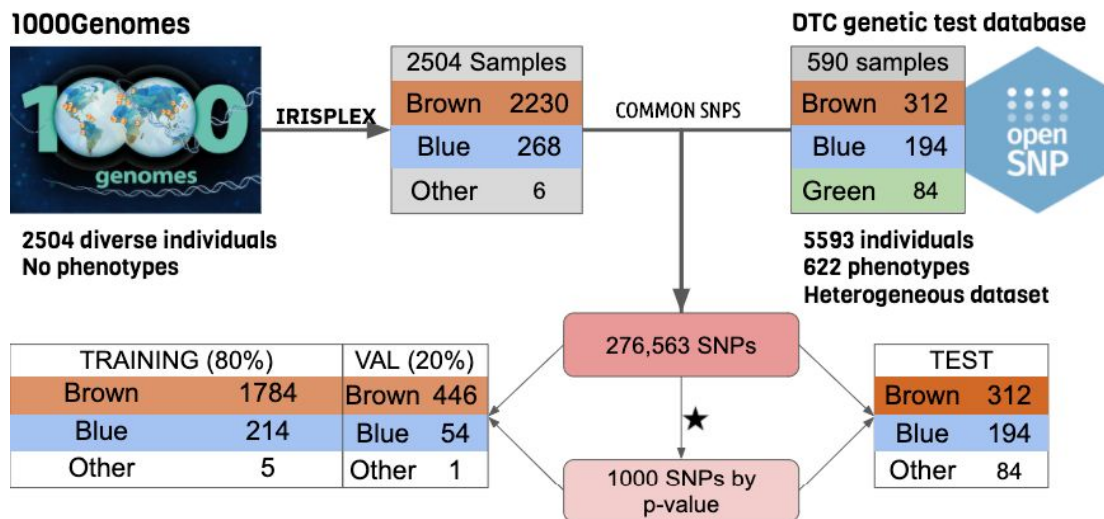 1000Genomes
DTC genetic test database
1000
genomes
IRISPLEX
2504 Samples
Brown 2230
Blue 268
Other 6
COMMON SNPS
590 samples
Brown 312
Blue 194
Green 84
open
SNP
2504 diverse individuals
No phenotypes
5593 individuals
622 phenotypes
Heterogeneous dataset
276,563 SNPs
TRAINING (80%) VAL (20%)
Brown 1784 Brown 446
Blue 214 Blue 54
Other 5 Other 1
1000 SNPs by
p-value
TEST
Brown 312
Blue 194
Other 84